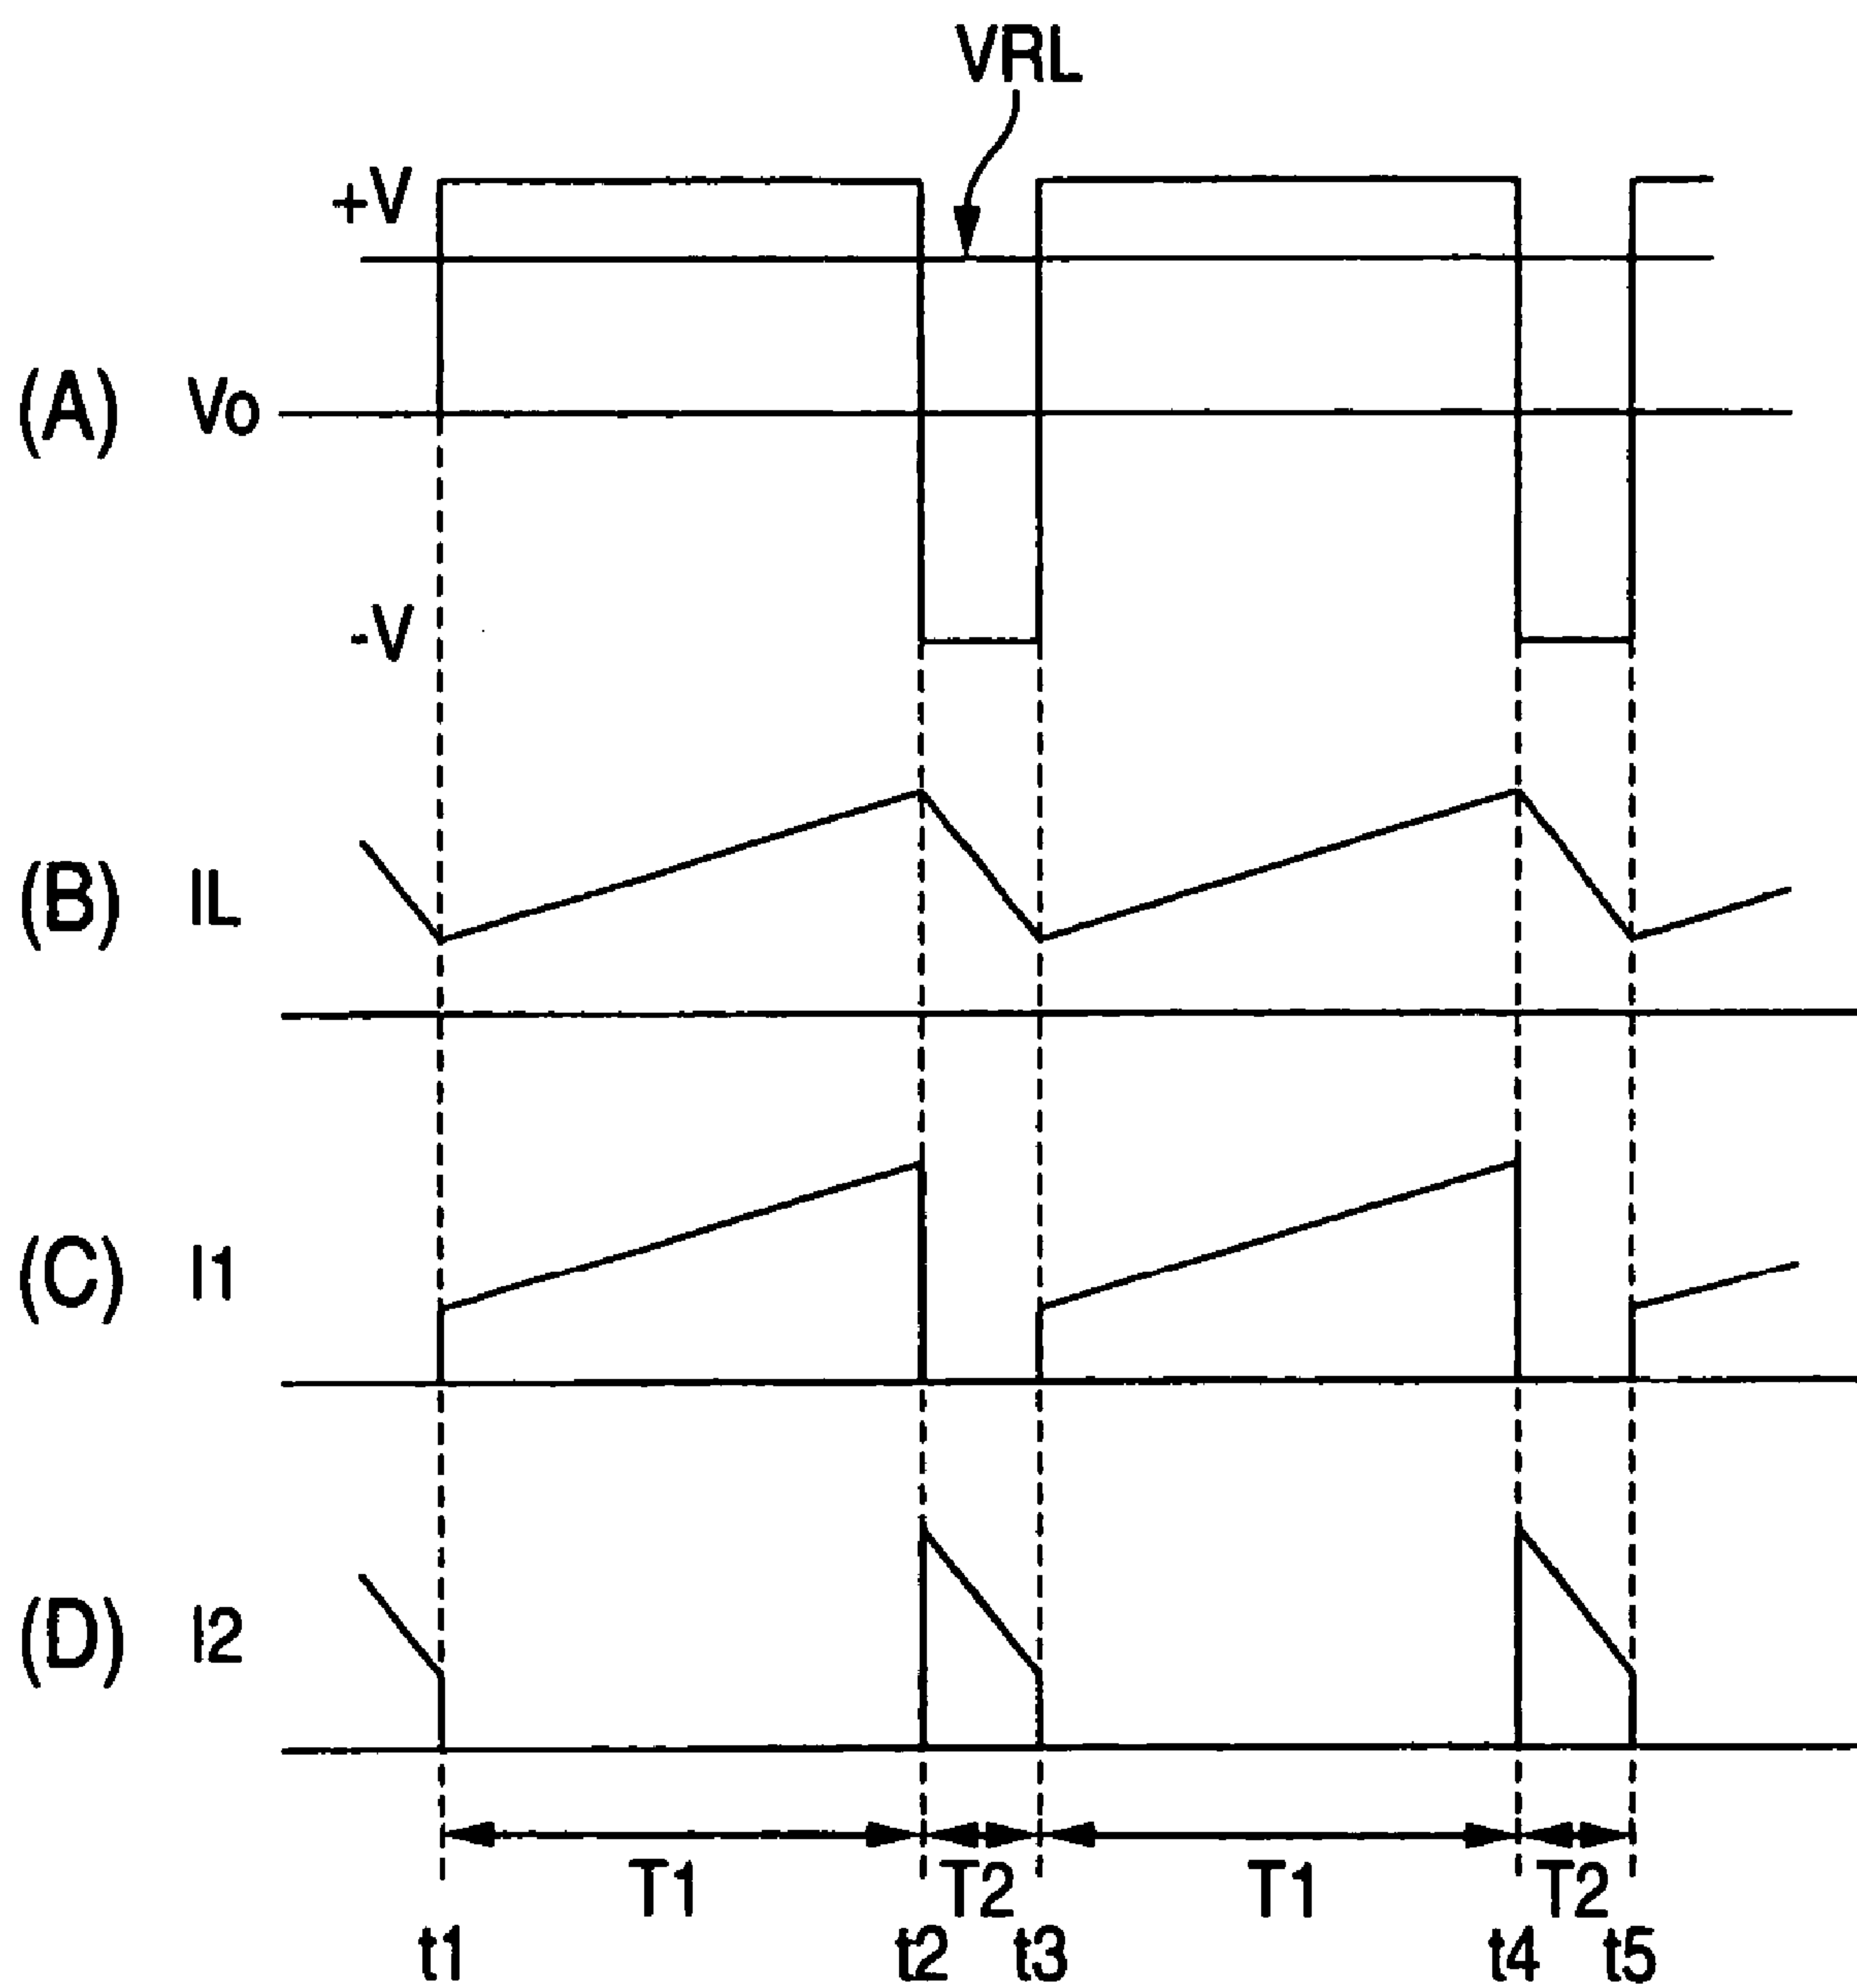 VRL
+V
(A) Vo
-V
(B) IL
(C) I1
(D) I2
T1 T2 T1 T2
t1 t2 t3 t4 t5